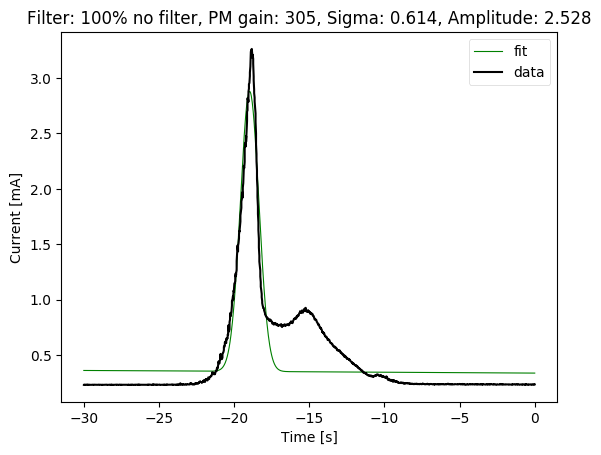 Filter: 100% no filter, PM gain: 305, Sigma: 0.614, Amplitude: 2.528
fit
data
Current [mA]
3.0
2.5
2.0
1.5
1.0
0.5
−30 −25 −20 −15 −10 −5 0
Time [s]